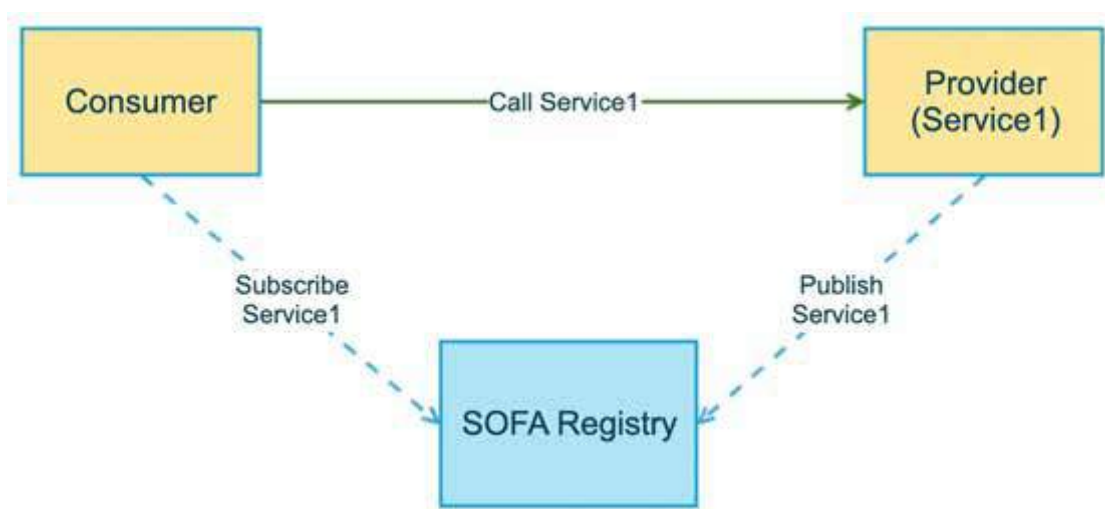 Consumer
Call Service1
Provider
(Service1)
Subscribe
Service1
Publish
Service1
SOFA Registry